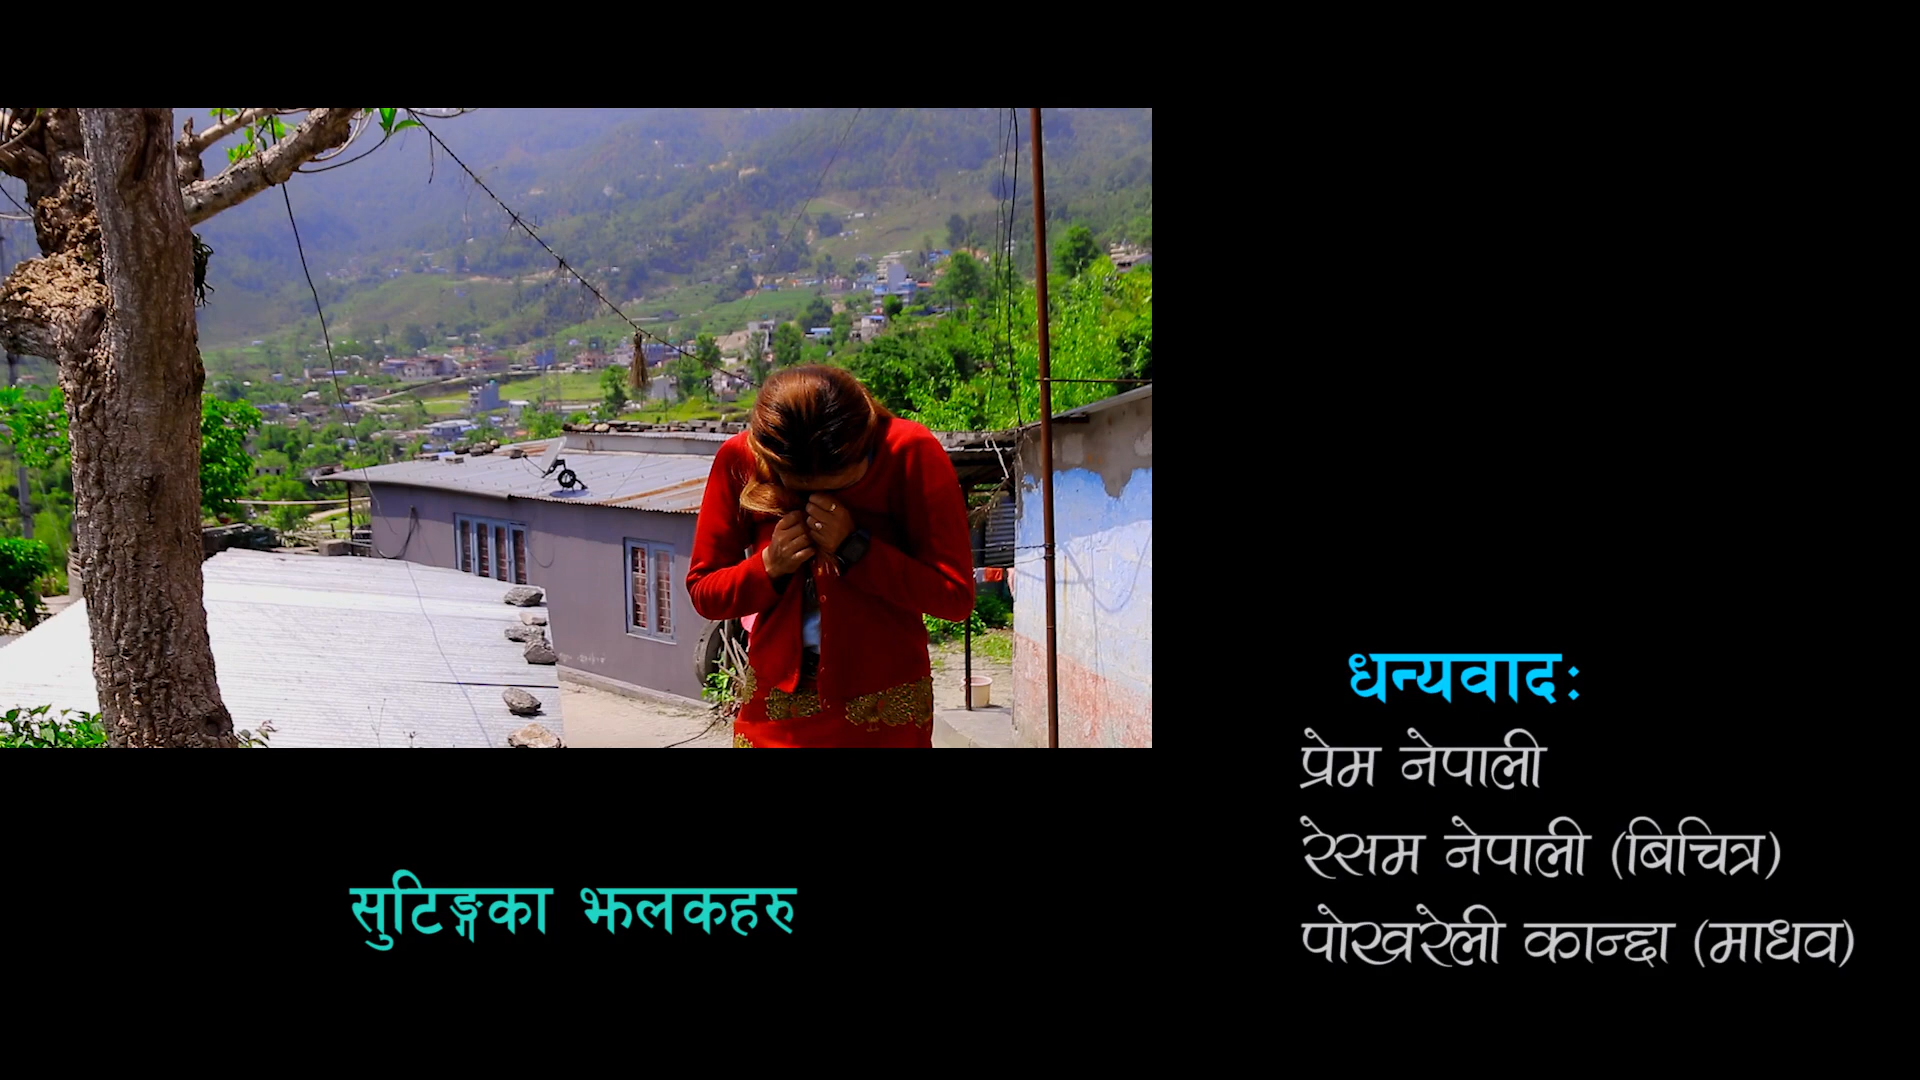 धन्यवादः
प्रेम नेपाली
रेसम नेपाली (बिचित्र)
पोखरेली कान्छा (माधव)
सुटिङ्गका झलकहरु